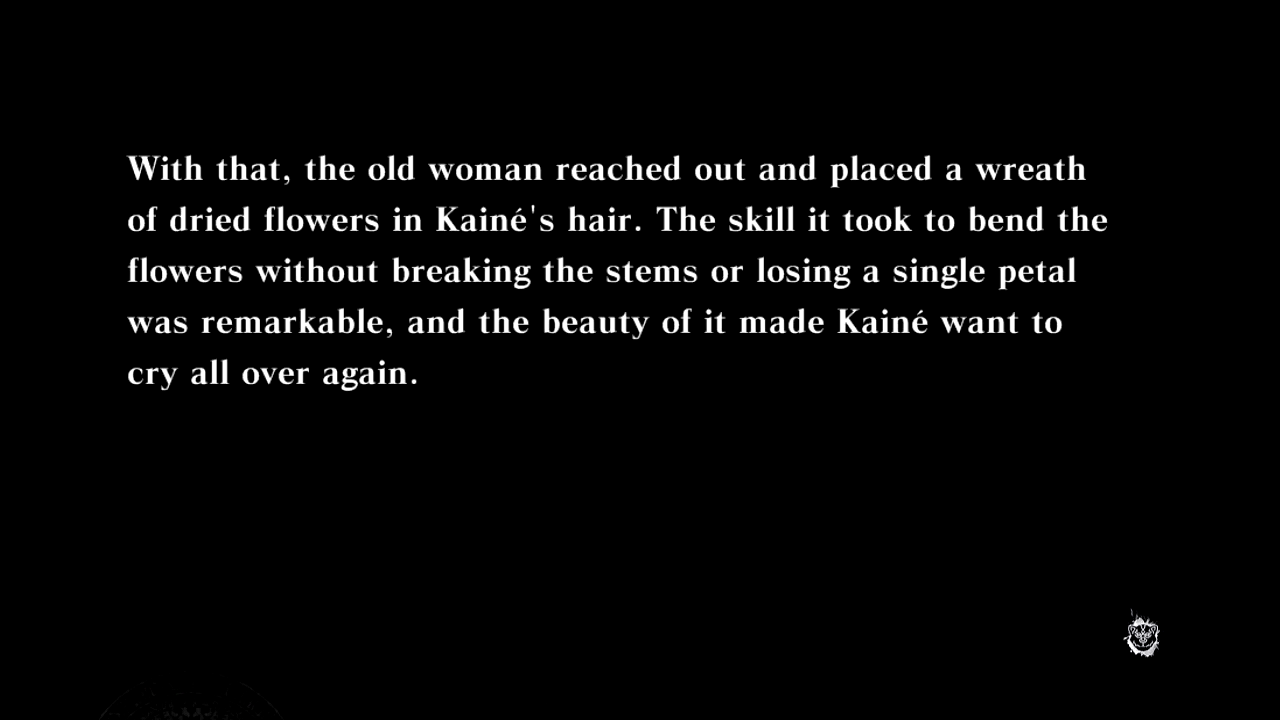 With that, the old woman reached out and placed a wreath
of dried flowers in Kainé's hair. The skill it took to bend the
flowers without breaking the stems or losing a single petal
was remarkable, and the beauty of it made Kainé want to
cry all over again.